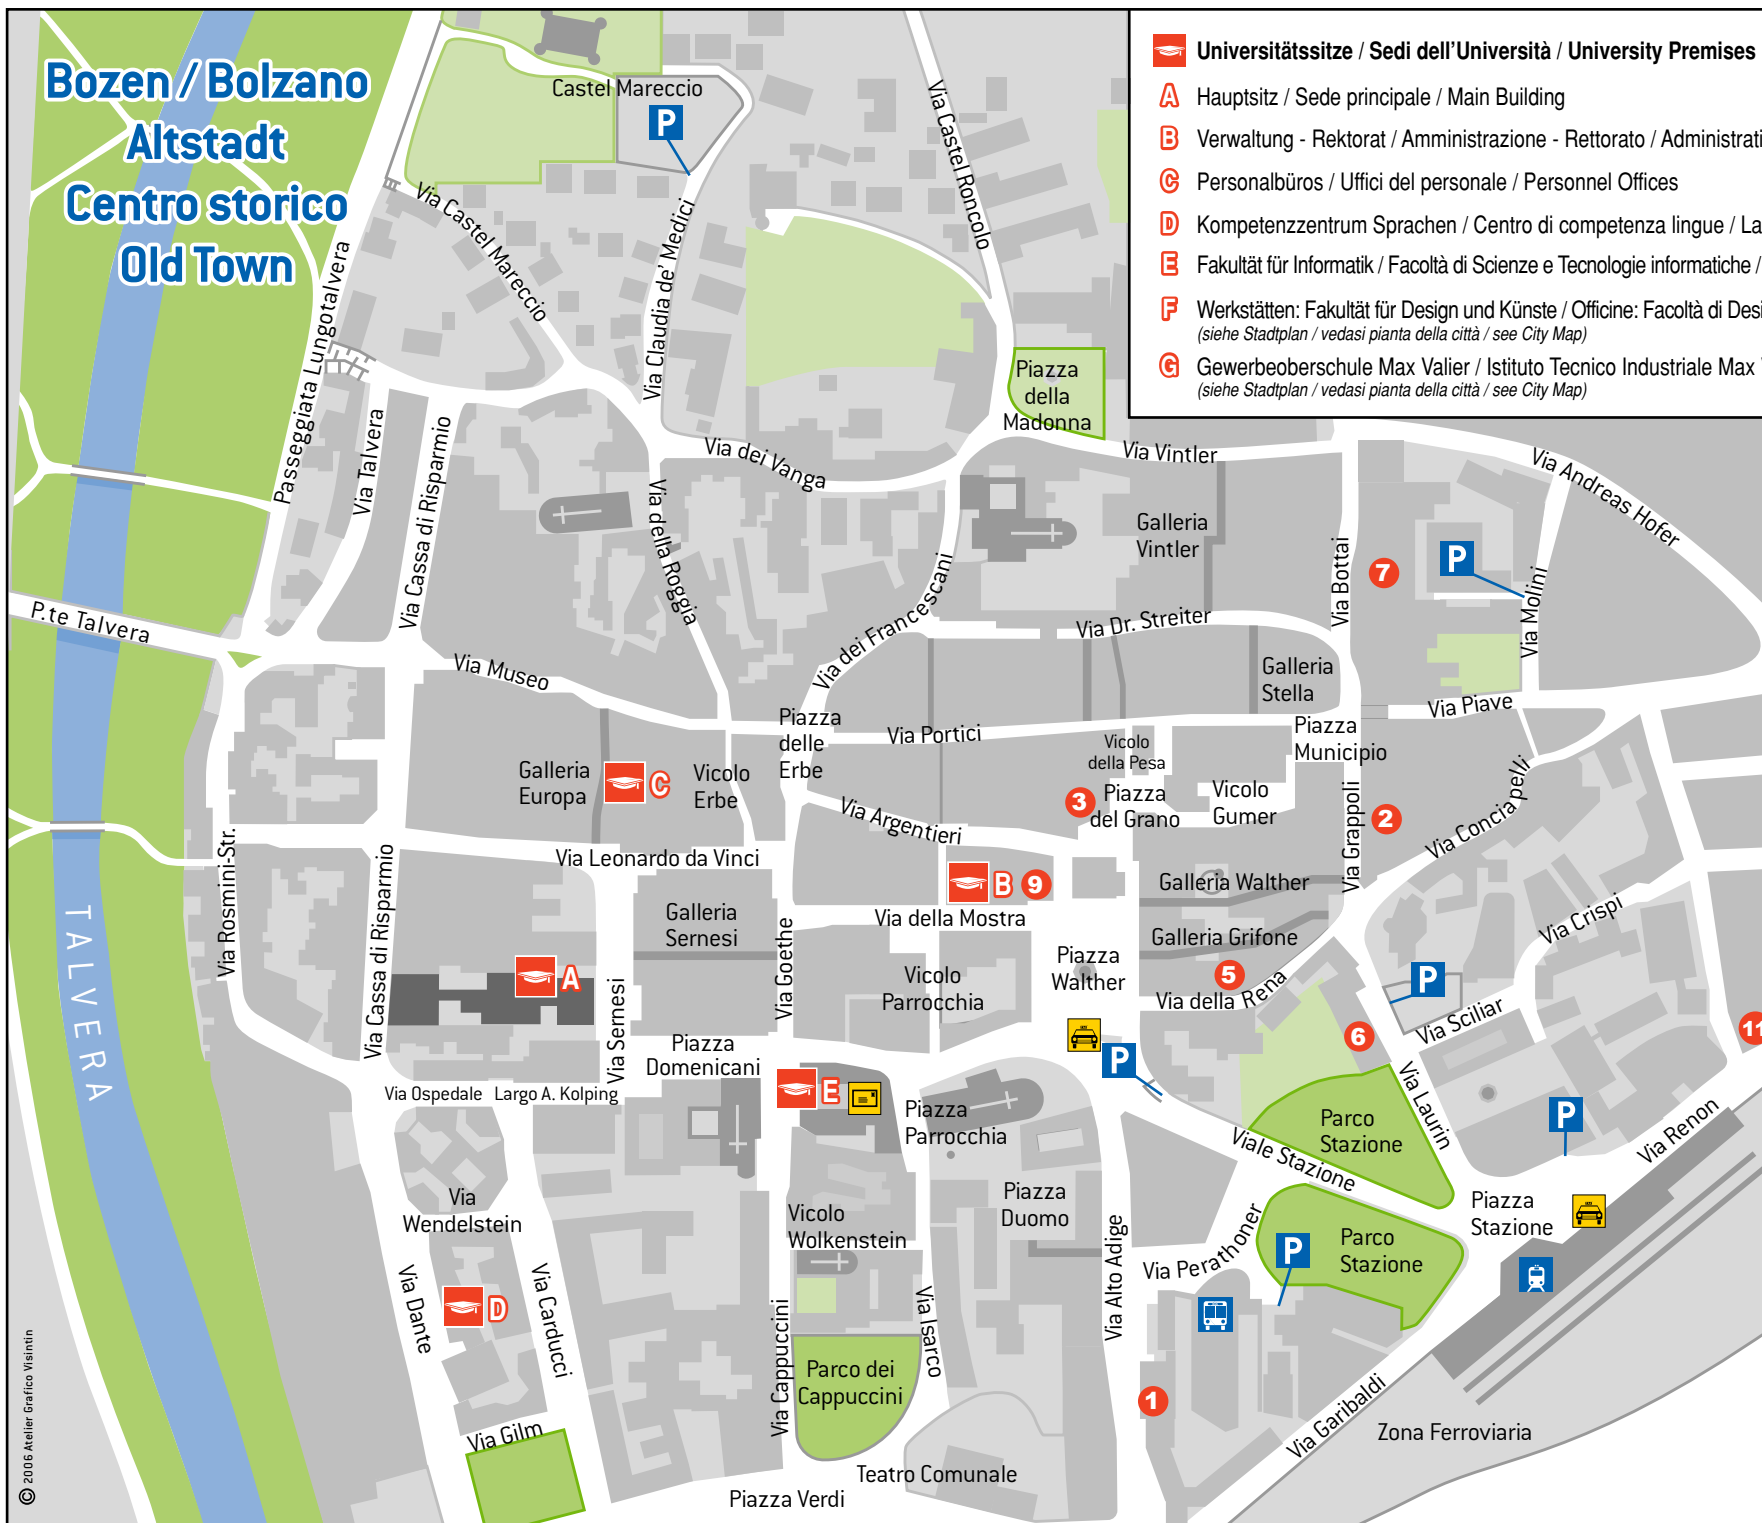 Bozen / Bolzano
Altstadt
Centro storico
Old Town
Universitätssitze / Sedi dell'Università / University Premises
A Hauptsitz / Sede principale / Main Building
B Verwaltung - Rektorat / Amministrazione - Rettorato / Administrati
C Personalbüros / Uffici del personale / Personnel Offices
D Kompetenzzentrum Sprachen / Centro di competenza lingue / La
E Fakultät für Informatik / Facoltà di Scienze e Tecnologie informatiche /
F Werkstätten: Fakultät für Design und Künste / Officine: Facoltà di Desi
(siehe Stadtplan / vedasi pianta della città / see City Map)
G Gewerbeoberschule Max Valier / Istituto Tecnico Industriale Max
(siehe Stadtplan / vedasi pianta della città / see City Map)
Castel Mareccio
P
Via Castel Mareccio
Via Claudia de' Medici
Via Castel Roncolo
Passeggiata Lungotalvera
Via Talvera
Via Cassa di Risparmio
Piazza
della
Madonna
Via dei Vanga
Via della Roggia
Via Vintler
Via Andreas Hofer
Galleria
Vintler
Via Bottai
7
P
Via Molini
P.te Talvera
Via dei Francescani
Via Dr. Streiter
Via Museo
Galleria
Stella
Via Piave
Piazza
delle
Erbe
Via Portici
Vicolo
della Pesa
Piazza
Municipio
Galleria
Europa
C
Vicolo
Erbe
3
Piazza
del Grano
Vicolo
Gumer
Via Grappoli
2
Via Conciapelli
Via Argentieri
Via Leonardo da Vinci
Via Rosmini-Str.
Via Cassa di Risparmio
B
9
Galleria Walther
Galleria
Sernesi
Via Goethe
Via della Mostra
Galleria Grifone
Via Crispi
TALVERA
A
Via Sernesi
Vicolo
Parrocchia
Piazza
Walther
5
Via della Rena
P
Via Sciliar
6
11
Piazza
Domenicani
P
Via Ospedale
Largo A. Kolping
E
Piazza
Parrocchia
Via Laurin
Parco
Stazione
P
Via Renon
Viale Stazione
Via
Wendelstein
Vicolo
Wolkenstein
Piazza
Duomo
Via Alto Adige
Via Perathoner
P
Parco
Stazione
Piazza
Stazione
Via Dante
D
Via Carducci
Via Cappuccini
Via Isarco
Parco dei
Cappuccini
1
Via Garibaldi
Zona Ferroviaria
Via Gilm
Teatro Comunale
Piazza Verdi
© 2006 Atelier Grafico Visintin